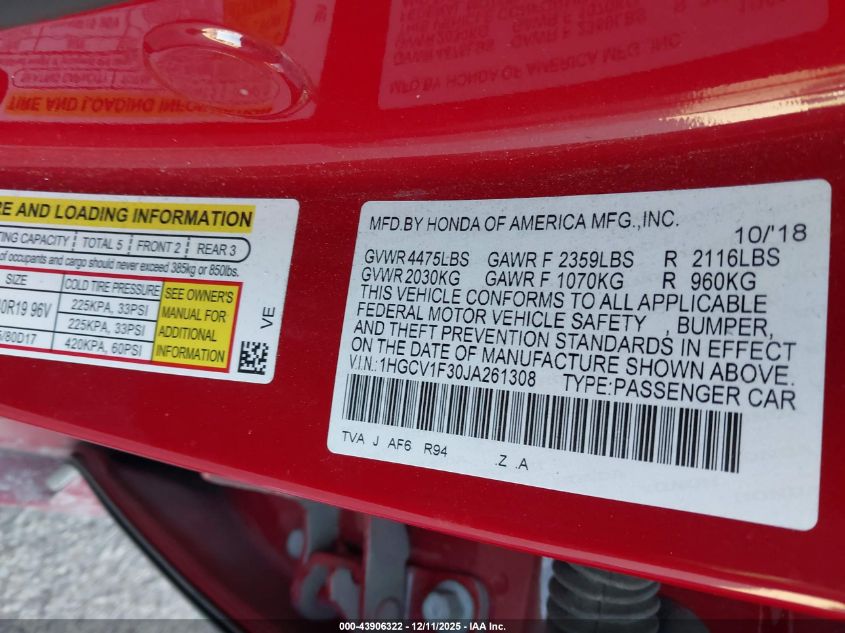 RE AND LOADING INFORMATION
TING CAPACITY TOTAL 5 FRONT 2 REAR 3
of occupants and cargo should never exceed 385kg or 850lbs.
SIZE COLD TIRE PRESSURE SEE OWNER'S MANUAL FOR ADDITIONAL INFORMATION
0R19 96V 225KPA, 33PSI
225KPA, 33PSI
/80D17 420KPA, 60PSI
VE
MFD.BY HONDA OF AMERICA MFG.,INC.
10/'18
GVWR 4475LBS GAWR F 2359LBS R 2116LBS
GVWR 2030KG GAWR F 1070KG R 960KG
THIS VEHICLE CONFORMS TO ALL APPLICABLE
FEDERAL MOTOR VEHICLE SAFETY , BUMPER,
AND THEFT PREVENTION STANDARDS IN EFFECT
ON THE DATE OF MANUFACTURE SHOWN ABOVE.
V.I.N.: 1HGCV1F30JA261308 TYPE:PASSENGER CAR
TVA J AF6 R94 .Z .A
000-43906322 - 12/11/2025 - IAA Inc.